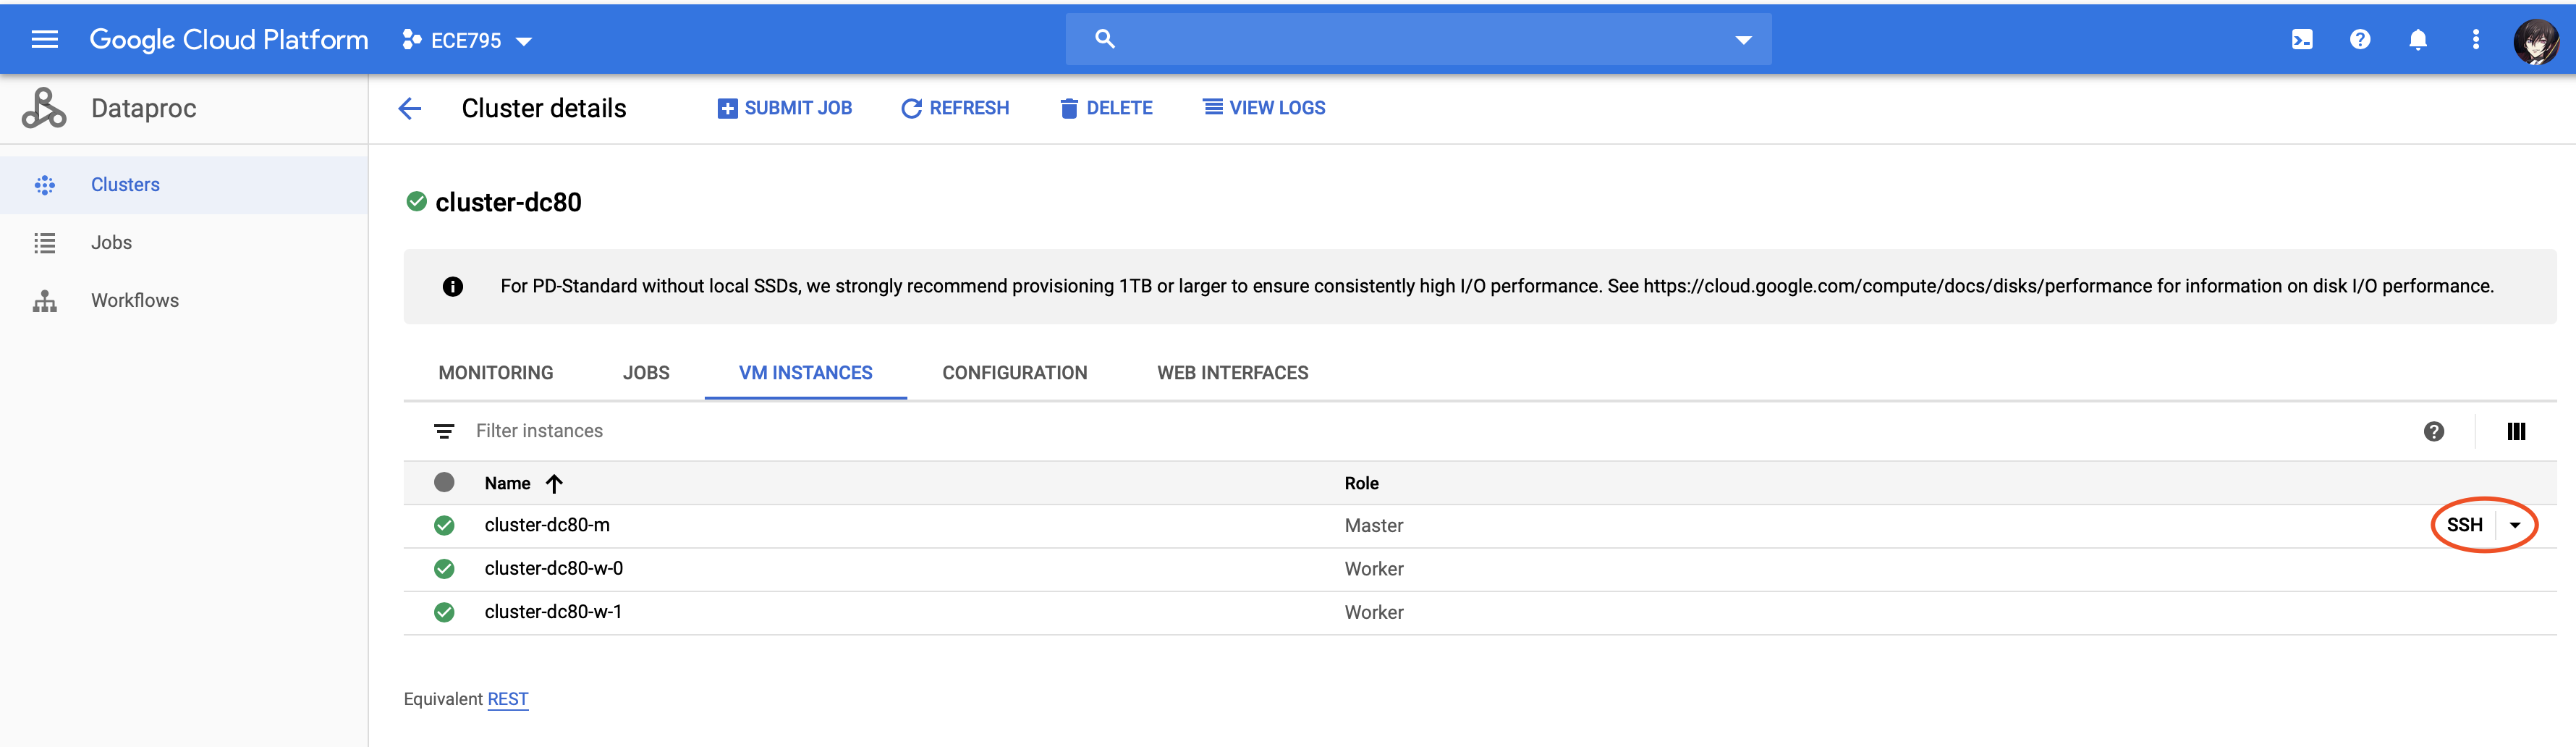 Google Cloud Platform ECE795
Dataproc
Cluster details SUBMIT JOB REFRESH DELETE VIEW LOGS
Clusters
Jobs
Workflows
cluster-dc80
For PD-Standard without local SSDs, we strongly recommend provisioning 1TB or larger to ensure consistently high I/O performance. See https://cloud.google.com/compute/docs/disks/performance for information on disk I/O performance.
MONITORING JOBS VM INSTANCES CONFIGURATION WEB INTERFACES
Filter instances
Name Role
cluster-dc80-m Master SSH
cluster-dc80-w-0 Worker
cluster-dc80-w-1 Worker
Equivalent REST